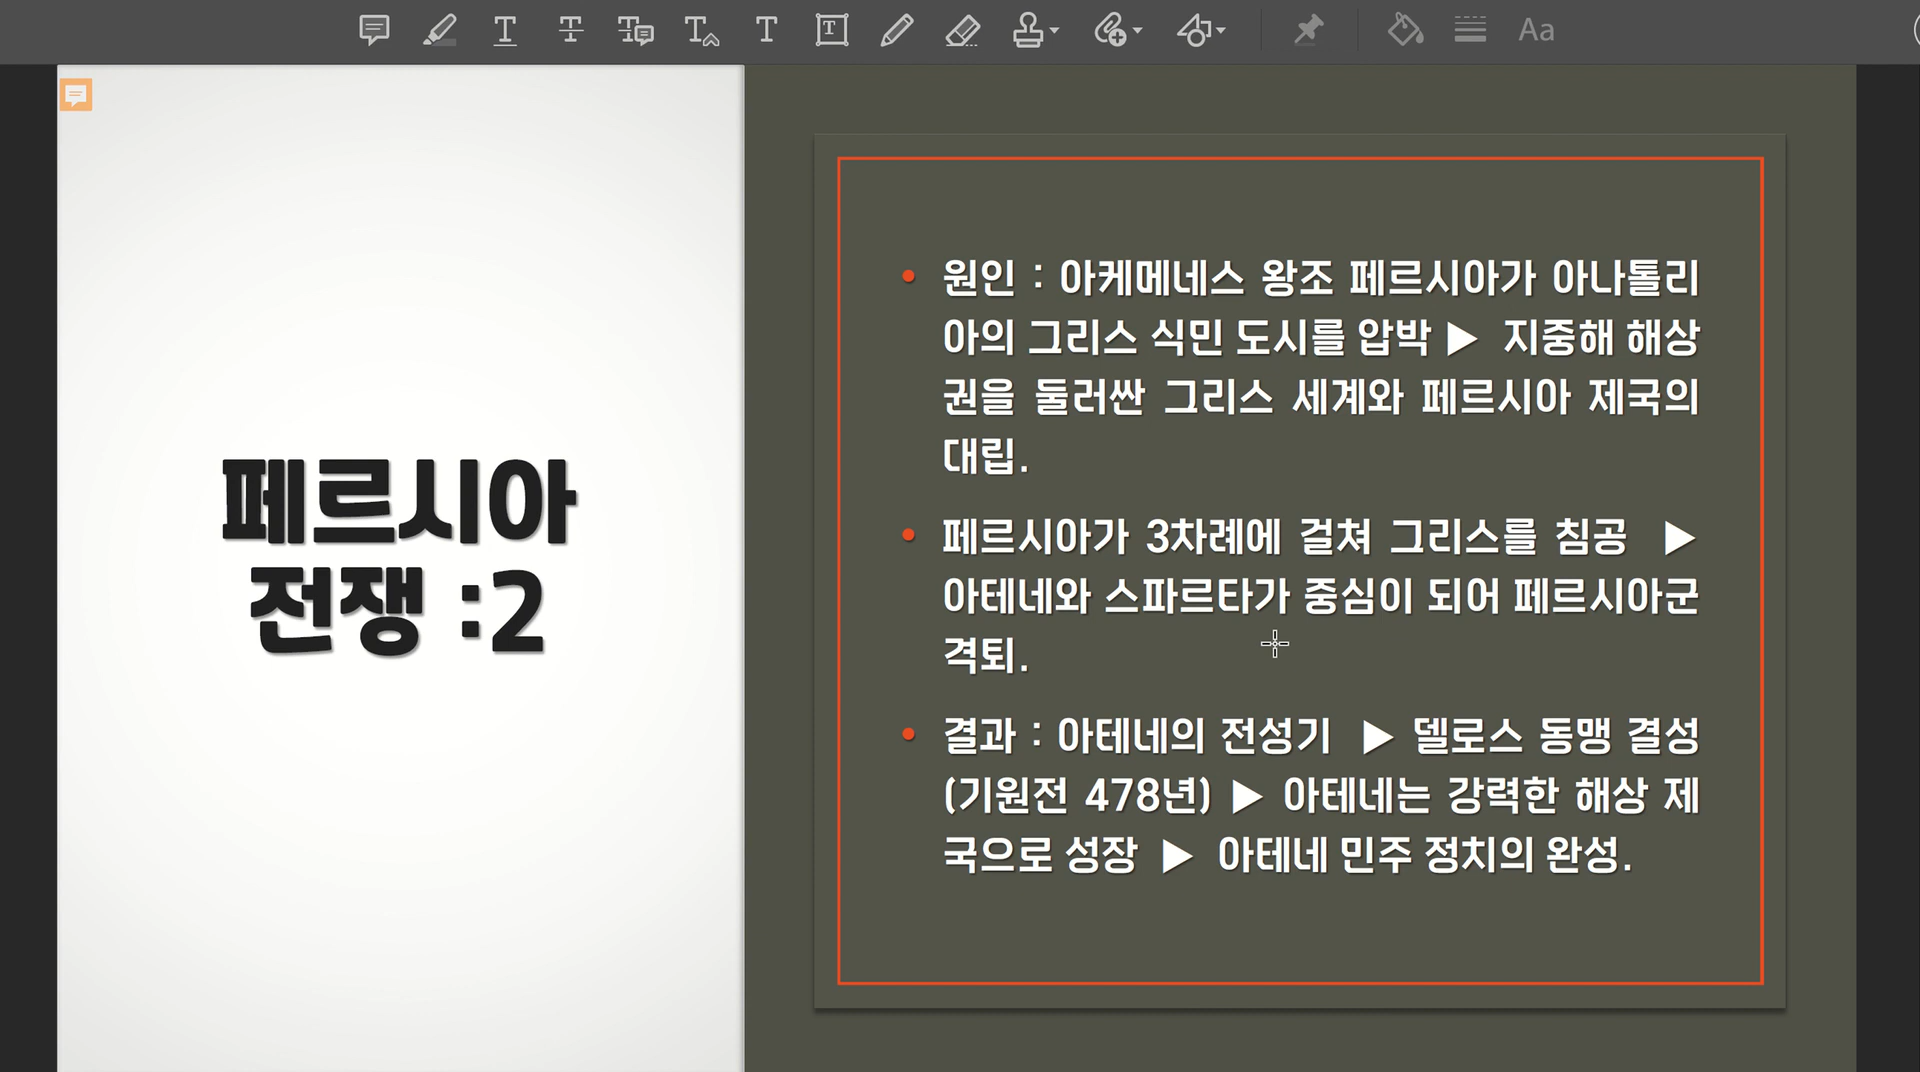 페르시아
전쟁 :2
• 원인 : 아케메네스 왕조 페르시아가 아나톨리
아의 그리스 식민 도시를 압박 ▶ 지중해 해상
권을 둘러싼 그리스 세계와 페르시아 제국의
대립.
• 페르시아가 3차례에 걸쳐 그리스를 침공 ▶
아테네와 스파르타가 중심이 되어 페르시아군
격퇴.
• 결과 : 아테네의 전성기 ▶ 델로스 동맹 결성
(기원전 478년) ▶ 아테네는 강력한 해상 제
국으로 성장 ▶ 아테네 민주 정치의 완성.
Aa